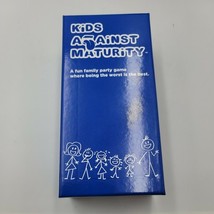 KiDS
AGAiNST
MATURiTY
A fun family party game
where being the worst is the best.